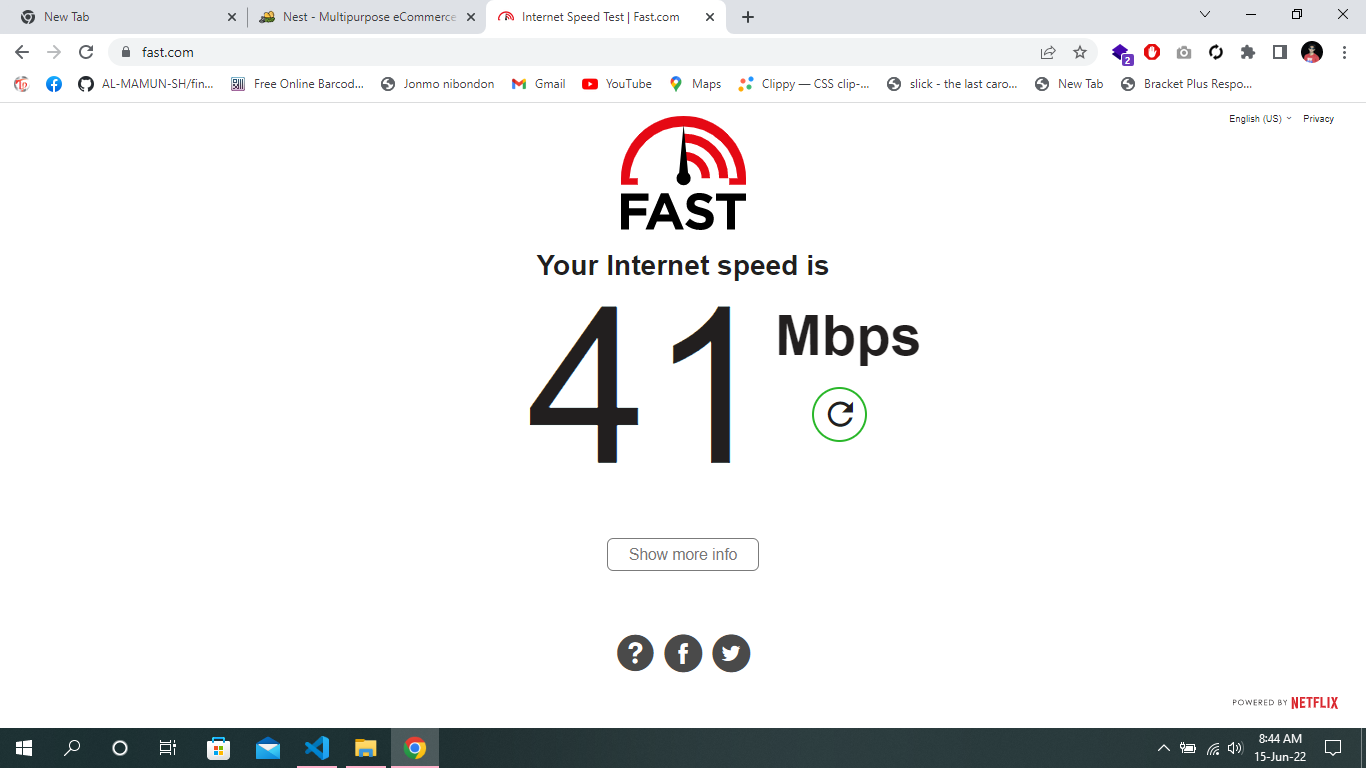 New Tab
Nest - Multipurpose eCommerce
Internet Speed Test | Fast.com
fast.com
2
AL-MAMUN-SH/fin...
Free Online Barcod...
Jonmo nibondon
Gmail
YouTube
Maps
Clippy — CSS clip-...
slick - the last caro...
New Tab
Bracket Plus Respo...
English (US)
Privacy
FAST
Your Internet speed is
41 Mbps
Show more info
POWERED BY NETFLIX
8:44 AM
15-Jun-22